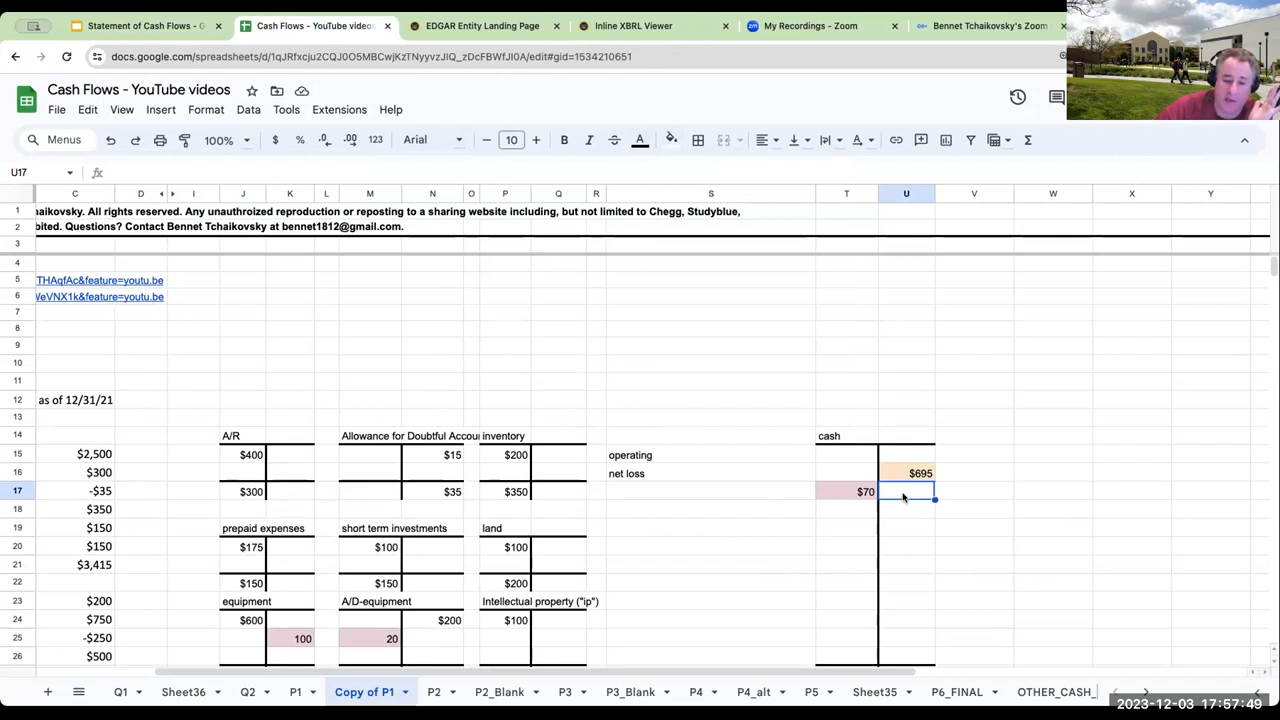 Statement of Cash Flows - G
Cash Flows - YouTube videos
EDGAR Entity Landing Page
Inline XBRL Viewer
My Recordings - Zoom
Bennet Tchaikovsky's Zoom
docs.google.com/spreadsheets/d/1qJRfxcju2CQJ0O5MBCwjKzTNyyvzJIQ_zDcFBWfJI0A/edit#gid=1534210651
Cash Flows - YouTube videos
File Edit View Insert Format Data Tools Extensions Help
Menus 100% $ % .0 .00 123 Arial 10 B I S A Σ
U17 fx
C D I J K L M N O P Q R S T U V W X Y
1 haikovsky. All rights reserved. Any unauthroized reproduction or reposting to a sharing website including, but not limited to Chegg, Studyblue,
2 bited. Questions? Contact Bennet Tchaikovsky at bennet1812@gmail.com.
3
4
5 THAqfAc&feature=youtu.be
6 WeVNX1k&feature=youtu.be
7
8
9
10
11
12 as of 12/31/21
13
14 A/R Allowance for Doubtful Accou inventory cash
15 $2,500 $400 $15 $200 operating
16 $300 net loss $695
17 -$35 $300 $35 $350 $70
18 $350
19 $150 prepaid expenses short term investments land
20 $150 $175 $100 $100
21 $3,415
22 $150 $150 $200
23 $200 equipment A/D-equipment Intellectual property ("ip")
24 $750 $600 $200 $100
25 -$250 100 20
26 $500
Q1 Sheet36 Q2 P1 Copy of P1 P2 P2_Blank P3 P3_Blank P4 P4_alt P5 Sheet35 P6_FINAL OTHER_CASH_
2023-12-03 17:57:49